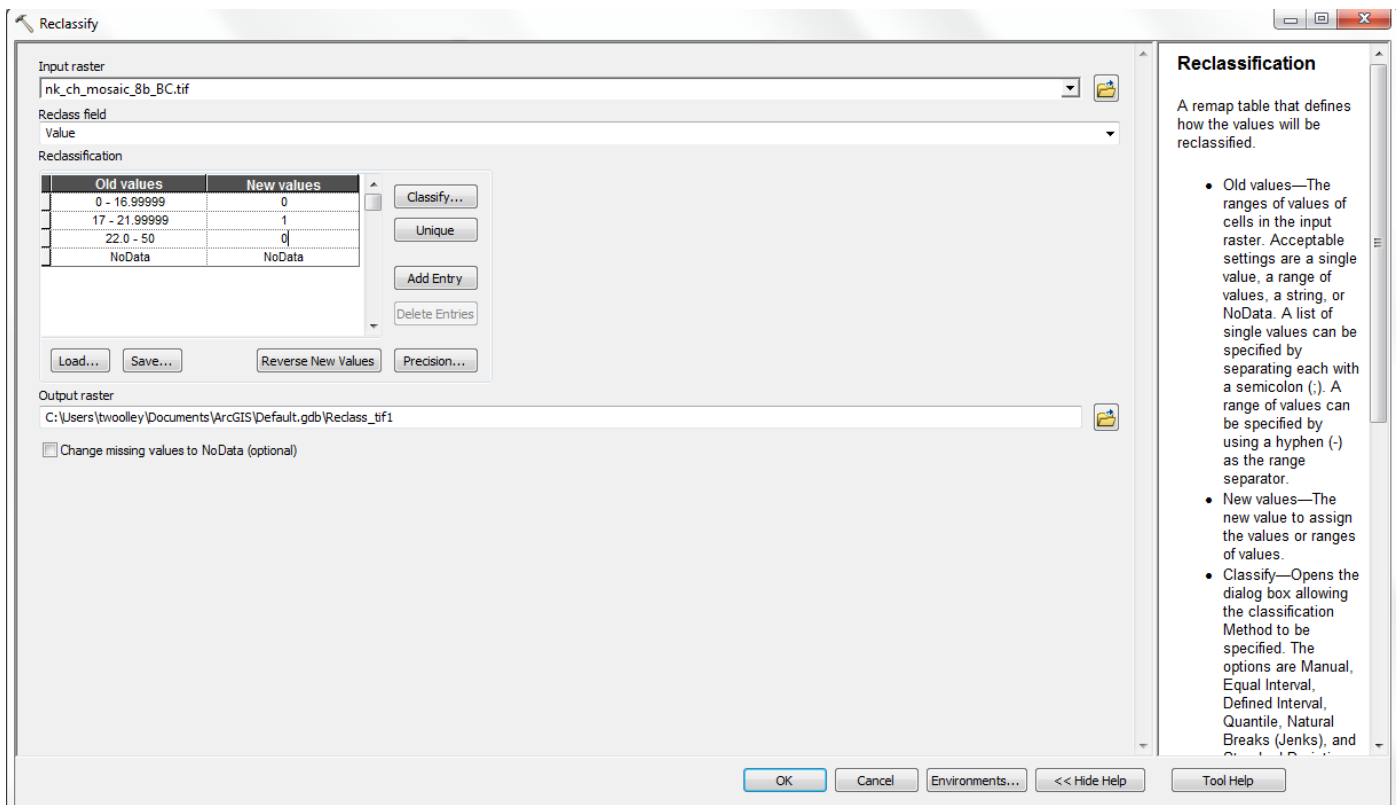 Reclassify
Input raster
nk_ch_mosaic_8b_BC.tif
Reclass field
Value
Reclassification
Old values New values
0 - 16.99999 0
17 - 21.99999 1
22.0 - 50 0
NoData NoData
Classify...
Unique
Add Entry
Delete Entries
Load... Save... Reverse New Values Precision...
Output raster
C:\Users\twoolley\Documents\ArcGIS\Default.gdb\Reclass_tif1
Change missing values to NoData (optional)
OK Cancel Environments... << Hide Help Tool Help
Reclassification
A remap table that defines
how the values will be
reclassified.
• Old values—The
ranges of values of
cells in the input
raster. Acceptable
settings are a single
value, a range of
values, a string, or
NoData. A list of
single values can be
specified by
separating each with
a semicolon (;). A
range of values can
be specified by
using a hyphen (-)
as the range
separator.
• New values—The
new value to assign
the values or ranges
of values.
• Classify—Opens the
dialog box allowing
the classification
Method to be
specified. The
options are Manual,
Equal Interval,
Defined Interval,
Quantile, Natural
Breaks (Jenks), and